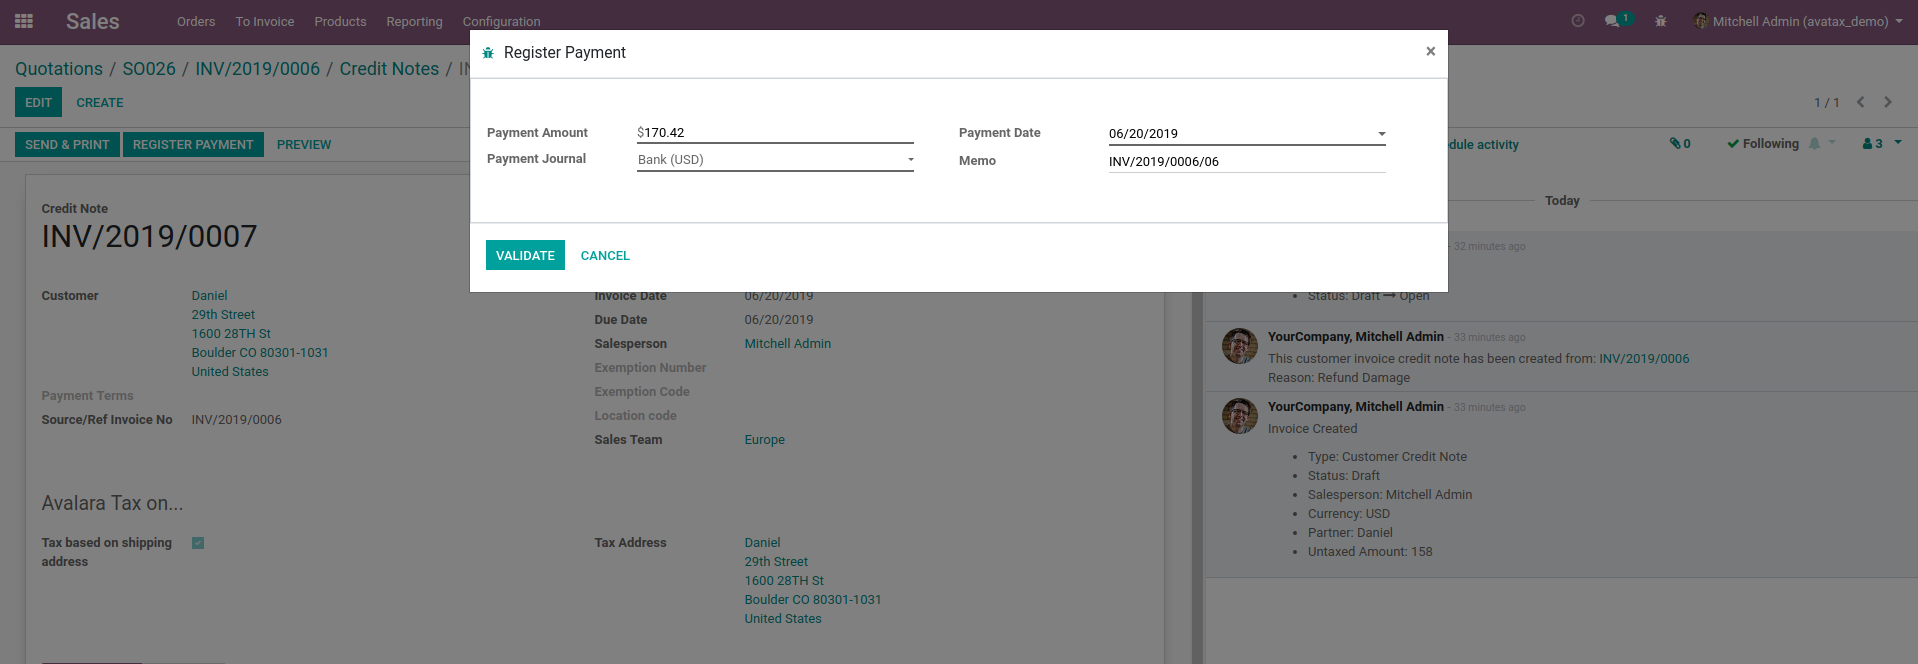 Sales Orders To Invoice Products Reporting Configuration 1 Mitchell Admin (avatax_demo)
Quotations / SO026 / INV/2019/0006 / Credit Notes / IN
EDIT CREATE
1 / 1
SEND & PRINT REGISTER PAYMENT PREVIEW
dule activity 0 Following 3
Register Payment ×
Payment Amount $170.42
Payment Journal Bank (USD)
Payment Date 06/20/2019
Memo INV/2019/0006/06
VALIDATE CANCEL
Credit Note
INV/2019/0007
Customer Daniel
29th Street
1600 28TH St
Boulder CO 80301-1031
United States
Payment Terms
Source/Ref Invoice No INV/2019/0006
Invoice Date 06/20/2019
Due Date 06/20/2019
Salesperson Mitchell Admin
Exemption Number
Exemption Code
Location code
Sales Team Europe
Avalara Tax on...
Tax based on shipping
address
Tax Address Daniel
29th Street
1600 28TH St
Boulder CO 80301-1031
United States
Today
- 32 minutes ago
• Status: Draft ➞ Open
YourCompany, Mitchell Admin - 33 minutes ago
This customer invoice credit note has been created from: INV/2019/0006
Reason: Refund Damage
YourCompany, Mitchell Admin - 33 minutes ago
Invoice Created
• Type: Customer Credit Note
• Status: Draft
• Salesperson: Mitchell Admin
• Currency: USD
• Partner: Daniel
• Untaxed Amount: 158